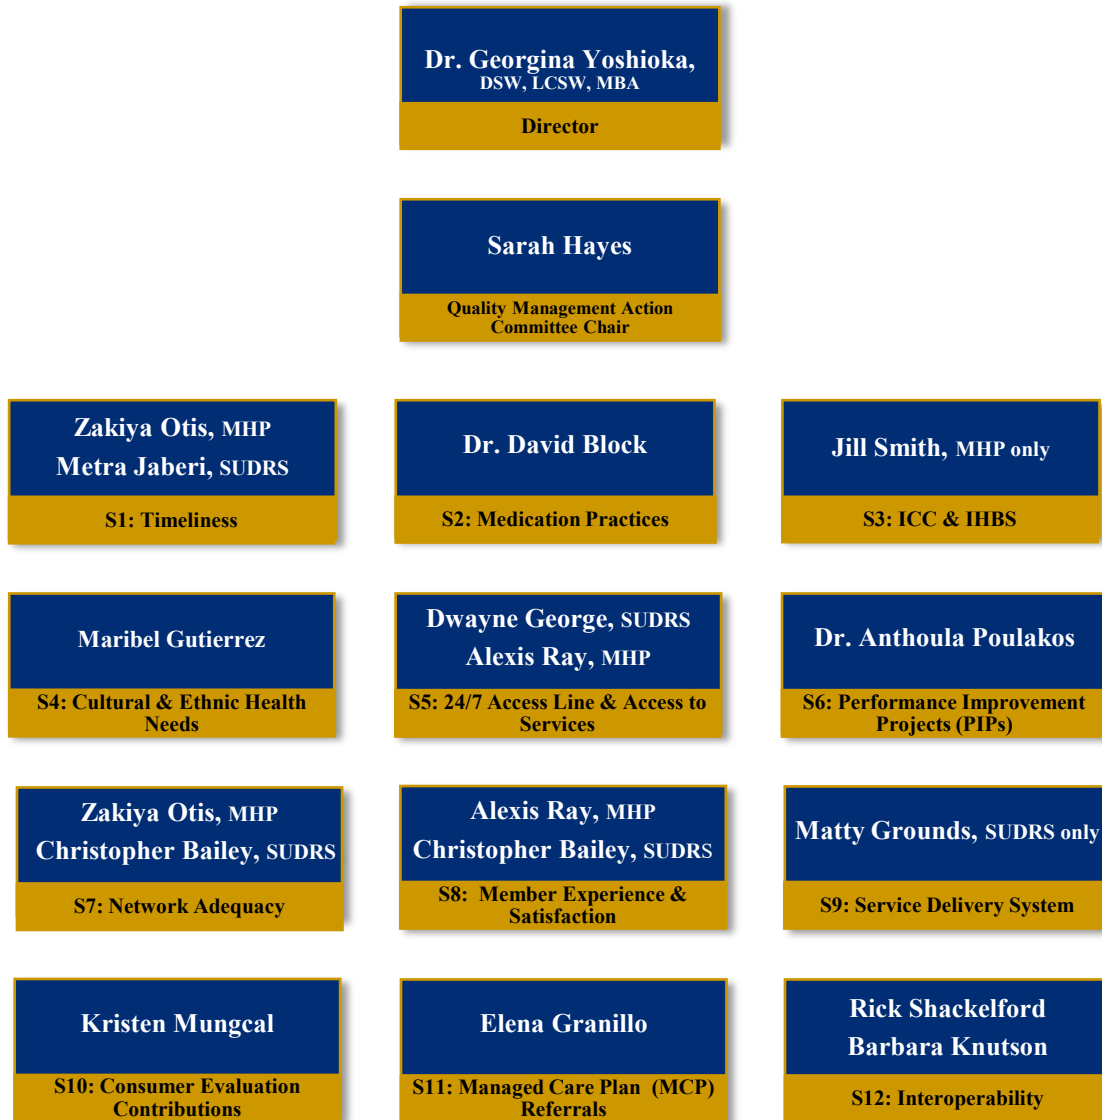 Dr. Georgina Yoshioka,
DSW, LCSW, MBA
Director
Sarah Hayes
Quality Management Action
Committee Chair
Zakiya Otis, MHP
Metra Jaberi, SUDRS
S1: Timeliness
Dr. David Block
S2: Medication Practices
Jill Smith, MHP only
S3: ICC & IHBS
Maribel Gutierrez
S4: Cultural & Ethnic Health
Needs
Dwayne George, SUDRS
Alexis Ray, MHP
S5: 24/7 Access Line & Access to
Services
Dr. Anthoula Poulakos
S6: Performance Improvement
Projects (PIPs)
Zakiya Otis, MHP
Christopher Bailey, SUDRS
S7: Network Adequacy
Alexis Ray, MHP
Christopher Bailey, SUDRS
S8: Member Experience &
Satisfaction
Matty Grounds, SUDRS only
S9: Service Delivery System
Kristen Mungcal
S10: Consumer Evaluation
Contributions
Elena Granillo
S11: Managed Care Plan (MCP)
Referrals
Rick Shackelford
Barbara Knutson
S12: Interoperability